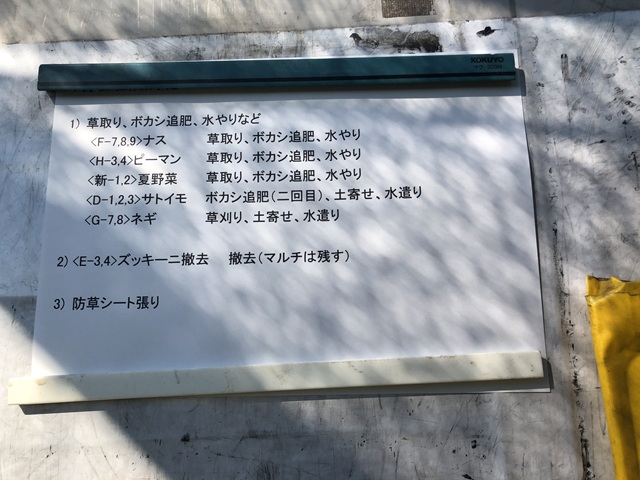 KOKUYO
1) 草取り、ボカシ追肥、水やりなど
<F-7,8,9>ナス 草取り、ボカシ追肥、水やり
<H-3,4>ピーマン 草取り、ボカシ追肥、水やり
<新-1,2>夏野菜 草取り、ボカシ追肥、水やり
<D-1,2,3>サトイモ ボカシ追肥(二回目)、土寄せ、水遣り
<G-7,8>ネギ 草刈り、土寄せ、水遣り
2) <E-3,4>ズッキーニ撤去 撤去(マルチは残す)
3) 防草シート張り